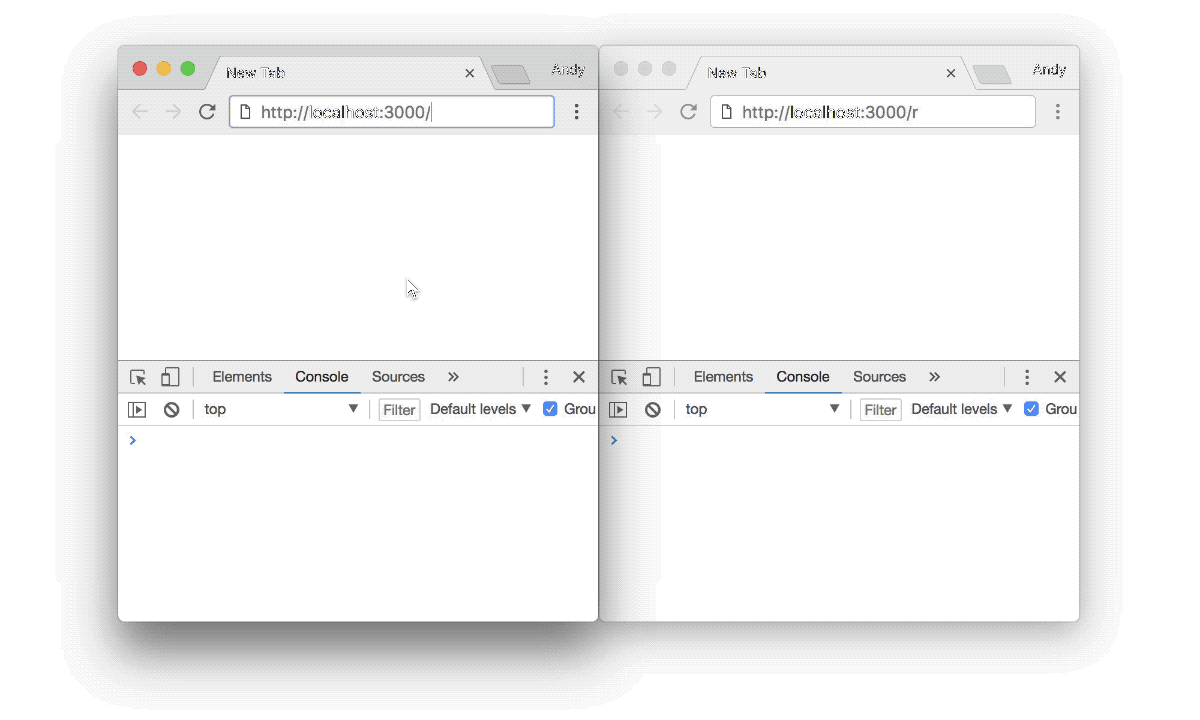 New Tab
Andy
http://localhost:3000/
Elements Console Sources »
top Filter Default levels Grou
New Tab
Andy
http://localhost:3000/r
Elements Console Sources »
top Filter Default levels Grou